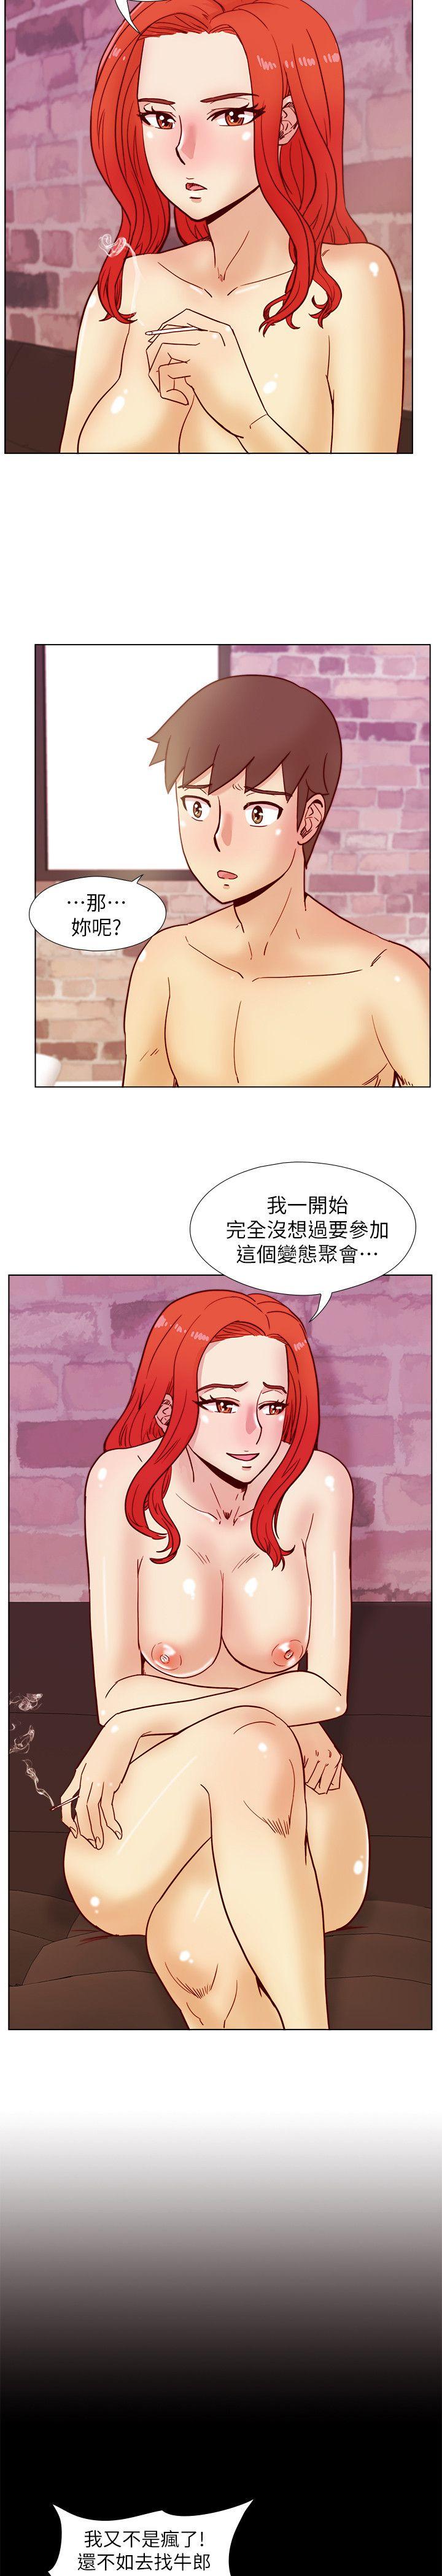 …那…
妳呢?
我一開始
完全沒想過要參加
這個變態聚會…
我又不是瘋了!
還不如去找牛郎